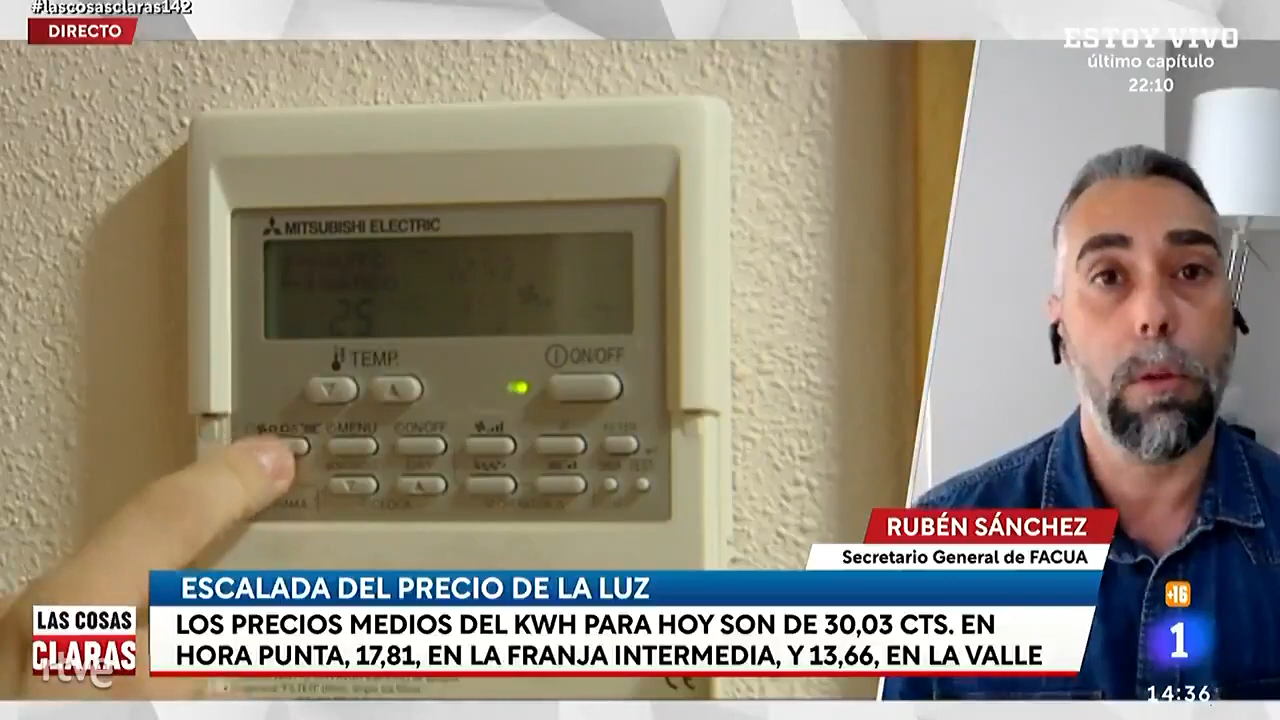 #lascosasclaras142
DIRECTO
ESTOY VIVO
último capítulo
22:10
MITSUBISHI ELECTRIC
25
TEMP.
ON/OFF
MENU
ON/OFF
CLOCK
TEST
RUBÉN SÁNCHEZ
Secretario General de FACUA
ESCALADA DEL PRECIO DE LA LUZ
LOS PRECIOS MEDIOS DEL KWH PARA HOY SON DE 30,03 CTS. EN
HORA PUNTA, 17,81, EN LA FRANJA INTERMEDIA, Y 13,66, EN LA VALLE
LAS COSAS
CLARAS
rtve
+16
1
14:36
CE